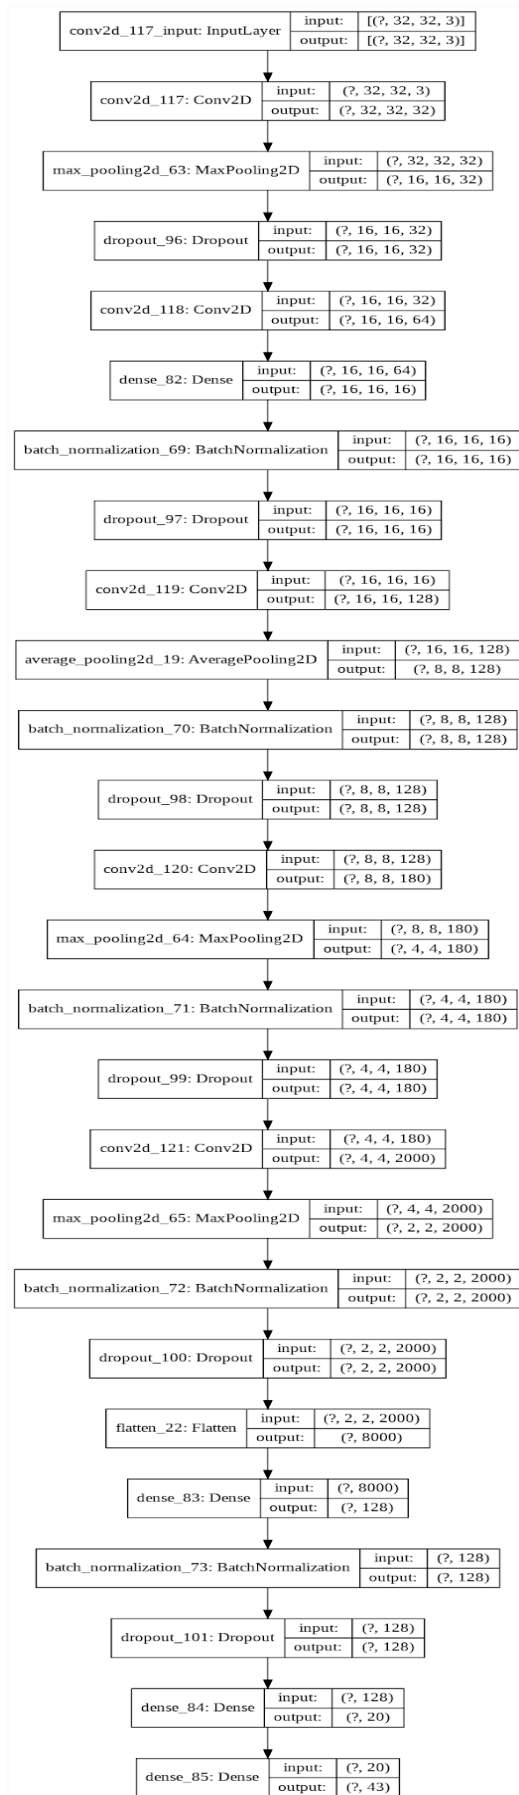 conv2d_117_input: InputLayer
input: [(?, 32, 32, 3)]
output: [(?, 32, 32, 3)]
conv2d_117: Conv2D
input: (?, 32, 32, 3)
output: (?, 32, 32, 32)
max_pooling2d_63: MaxPooling2D
input: (?, 32, 32, 32)
output: (?, 16, 16, 32)
dropout_96: Dropout
input: (?, 16, 16, 32)
output: (?, 16, 16, 32)
conv2d_118: Conv2D
input: (?, 16, 16, 32)
output: (?, 16, 16, 64)
dense_82: Dense
input: (?, 16, 16, 64)
output: (?, 16, 16, 16)
batch_normalization_69: BatchNormalization
input: (?, 16, 16, 16)
output: (?, 16, 16, 16)
dropout_97: Dropout
input: (?, 16, 16, 16)
output: (?, 16, 16, 16)
conv2d_119: Conv2D
input: (?, 16, 16, 16)
output: (?, 16, 16, 128)
average_pooling2d_19: AveragePooling2D
input: (?, 16, 16, 128)
output: (?, 8, 8, 128)
batch_normalization_70: BatchNormalization
input: (?, 8, 8, 128)
output: (?, 8, 8, 128)
dropout_98: Dropout
input: (?, 8, 8, 128)
output: (?, 8, 8, 128)
conv2d_120: Conv2D
input: (?, 8, 8, 128)
output: (?, 8, 8, 180)
max_pooling2d_64: MaxPooling2D
input: (?, 8, 8, 180)
output: (?, 4, 4, 180)
batch_normalization_71: BatchNormalization
input: (?, 4, 4, 180)
output: (?, 4, 4, 180)
dropout_99: Dropout
input: (?, 4, 4, 180)
output: (?, 4, 4, 180)
conv2d_121: Conv2D
input: (?, 4, 4, 180)
output: (?, 4, 4, 2000)
max_pooling2d_65: MaxPooling2D
input: (?, 4, 4, 2000)
output: (?, 2, 2, 2000)
batch_normalization_72: BatchNormalization
input: (?, 2, 2, 2000)
output: (?, 2, 2, 2000)
dropout_100: Dropout
input: (?, 2, 2, 2000)
output: (?, 2, 2, 2000)
flatten_22: Flatten
input: (?, 2, 2, 2000)
output: (?, 8000)
dense_83: Dense
input: (?, 8000)
output: (?, 128)
batch_normalization_73: BatchNormalization
input: (?, 128)
output: (?, 128)
dropout_101: Dropout
input: (?, 128)
output: (?, 128)
dense_84: Dense
input: (?, 128)
output: (?, 20)
dense_85: Dense
input: (?, 20)
output: (?, 43)